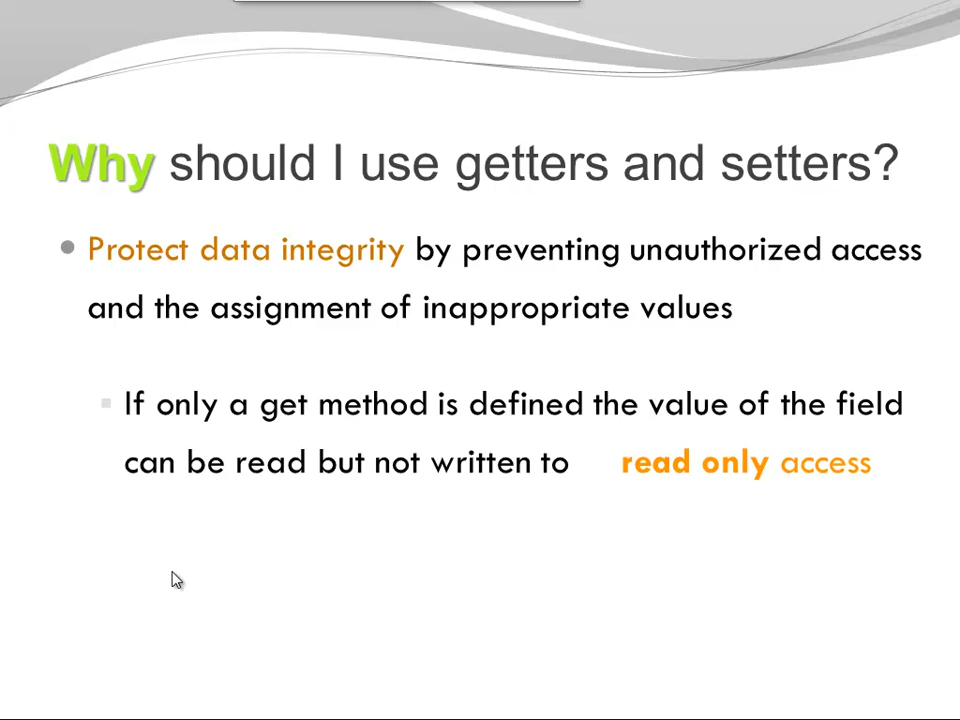 Why should I use getters and setters?
Protect data integrity by preventing unauthorized access
and the assignment of inappropriate values
If only a get method is defined the value of the field
can be read but not written to read only access